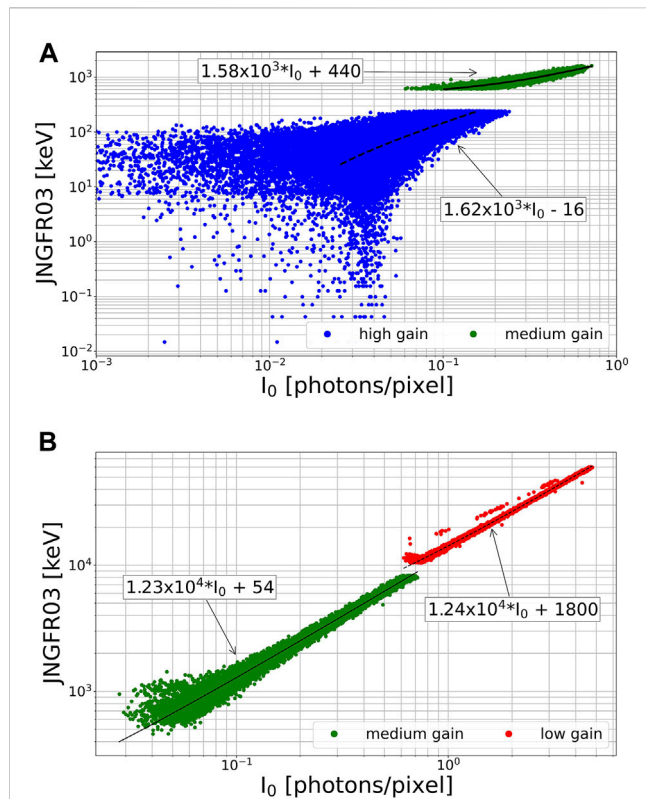 A
1.58x10³*I₀ + 440
10³
10²
10¹
10⁰
10⁻¹
10⁻²
JNGFR03 [keV]
1.62x10³*I₀ - 16
high gain
medium gain
10⁻³
10⁻²
10⁻¹
10⁰
I₀ [photons/pixel]
B
10⁴
10³
JNGFR03 [keV]
1.23x10⁴*I₀ + 54
1.24x10⁴*I₀ + 1800
medium gain
low gain
10⁻¹
10⁰
I₀ [photons/pixel]